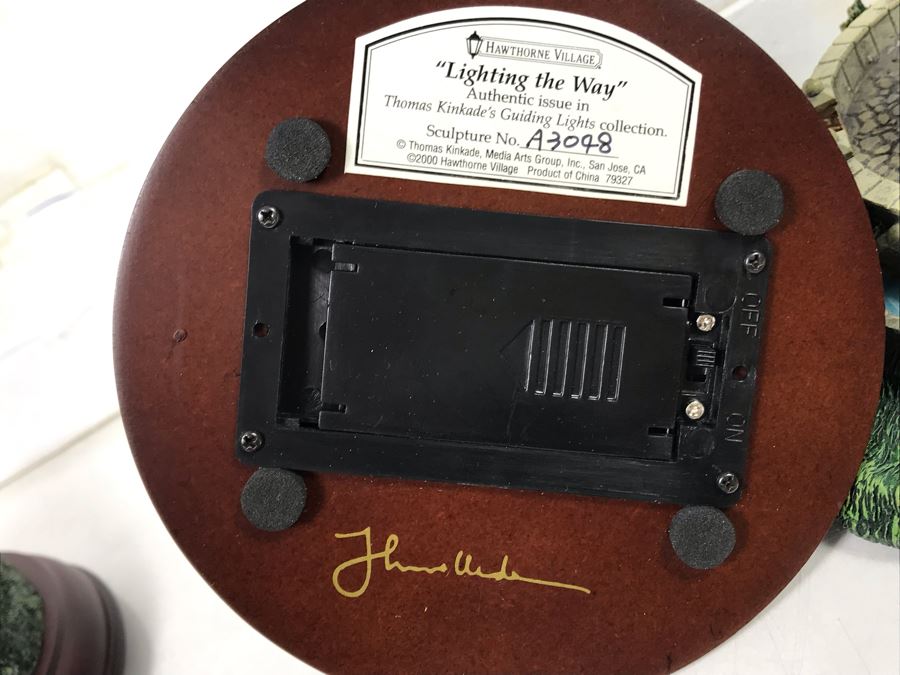 HAWTHORNE VILLAGE
"Lighting the Way"
Authentic issue in
Thomas Kinkade's Guiding Lights collection.
Sculpture No. A3048
© Thomas Kinkade, Media Arts Group, Inc., San Jose, CA
©2000 Hawthorne Village Product of China 79327
OFF
ON